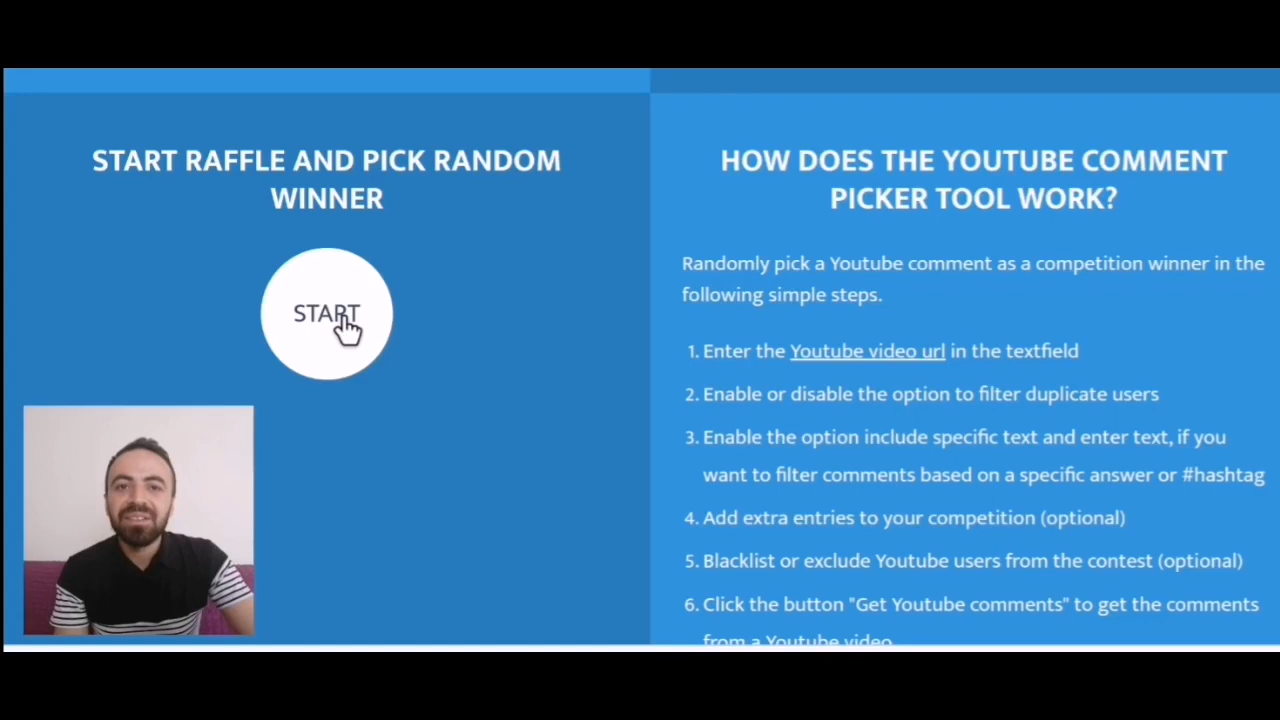 START RAFFLE AND PICK RANDOM
WINNER
START
HOW DOES THE YOUTUBE COMMENT
PICKER TOOL WORK?
Randomly pick a Youtube comment as a competition winner in the
following simple steps.
1. Enter the Youtube video url in the textfield
2. Enable or disable the option to filter duplicate users
3. Enable the option include specific text and enter text, if you
want to filter comments based on a specific answer or #hashtag
4. Add extra entries to your competition (optional)
5. Blacklist or exclude Youtube users from the contest (optional)
6. Click the button "Get Youtube comments" to get the comments
from a Youtube video